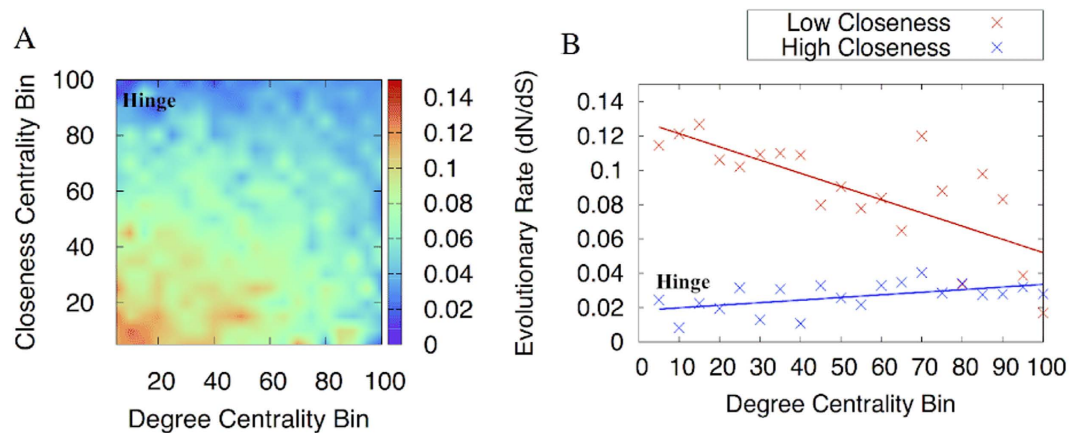 A
Closeness Centrality Bin
100
80
60
40
20
Hinge
20 40 60 80 100
Degree Centrality Bin
0.14
0.12
0.1
0.08
0.06
0.04
0.02
0
B
Low Closeness
High Closeness
Evolutionary Rate (dN/dS)
0.14
0.12
0.1
0.08
0.06
0.04
0.02
0
Hinge
0 10 20 30 40 50 60 70 80 90 100
Degree Centrality Bin